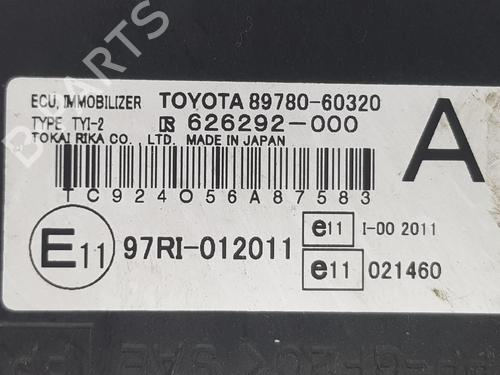 ECU, IMMOBILIZER TOYOTA 89780-60320
TYPE TYI-2 626292-000
TOKAI RIKA CO., LTD. MADE IN JAPAN
A
TC924056A87583
E11 97RI-012011
e11 I-00 2011
e11 021460
B PARTS